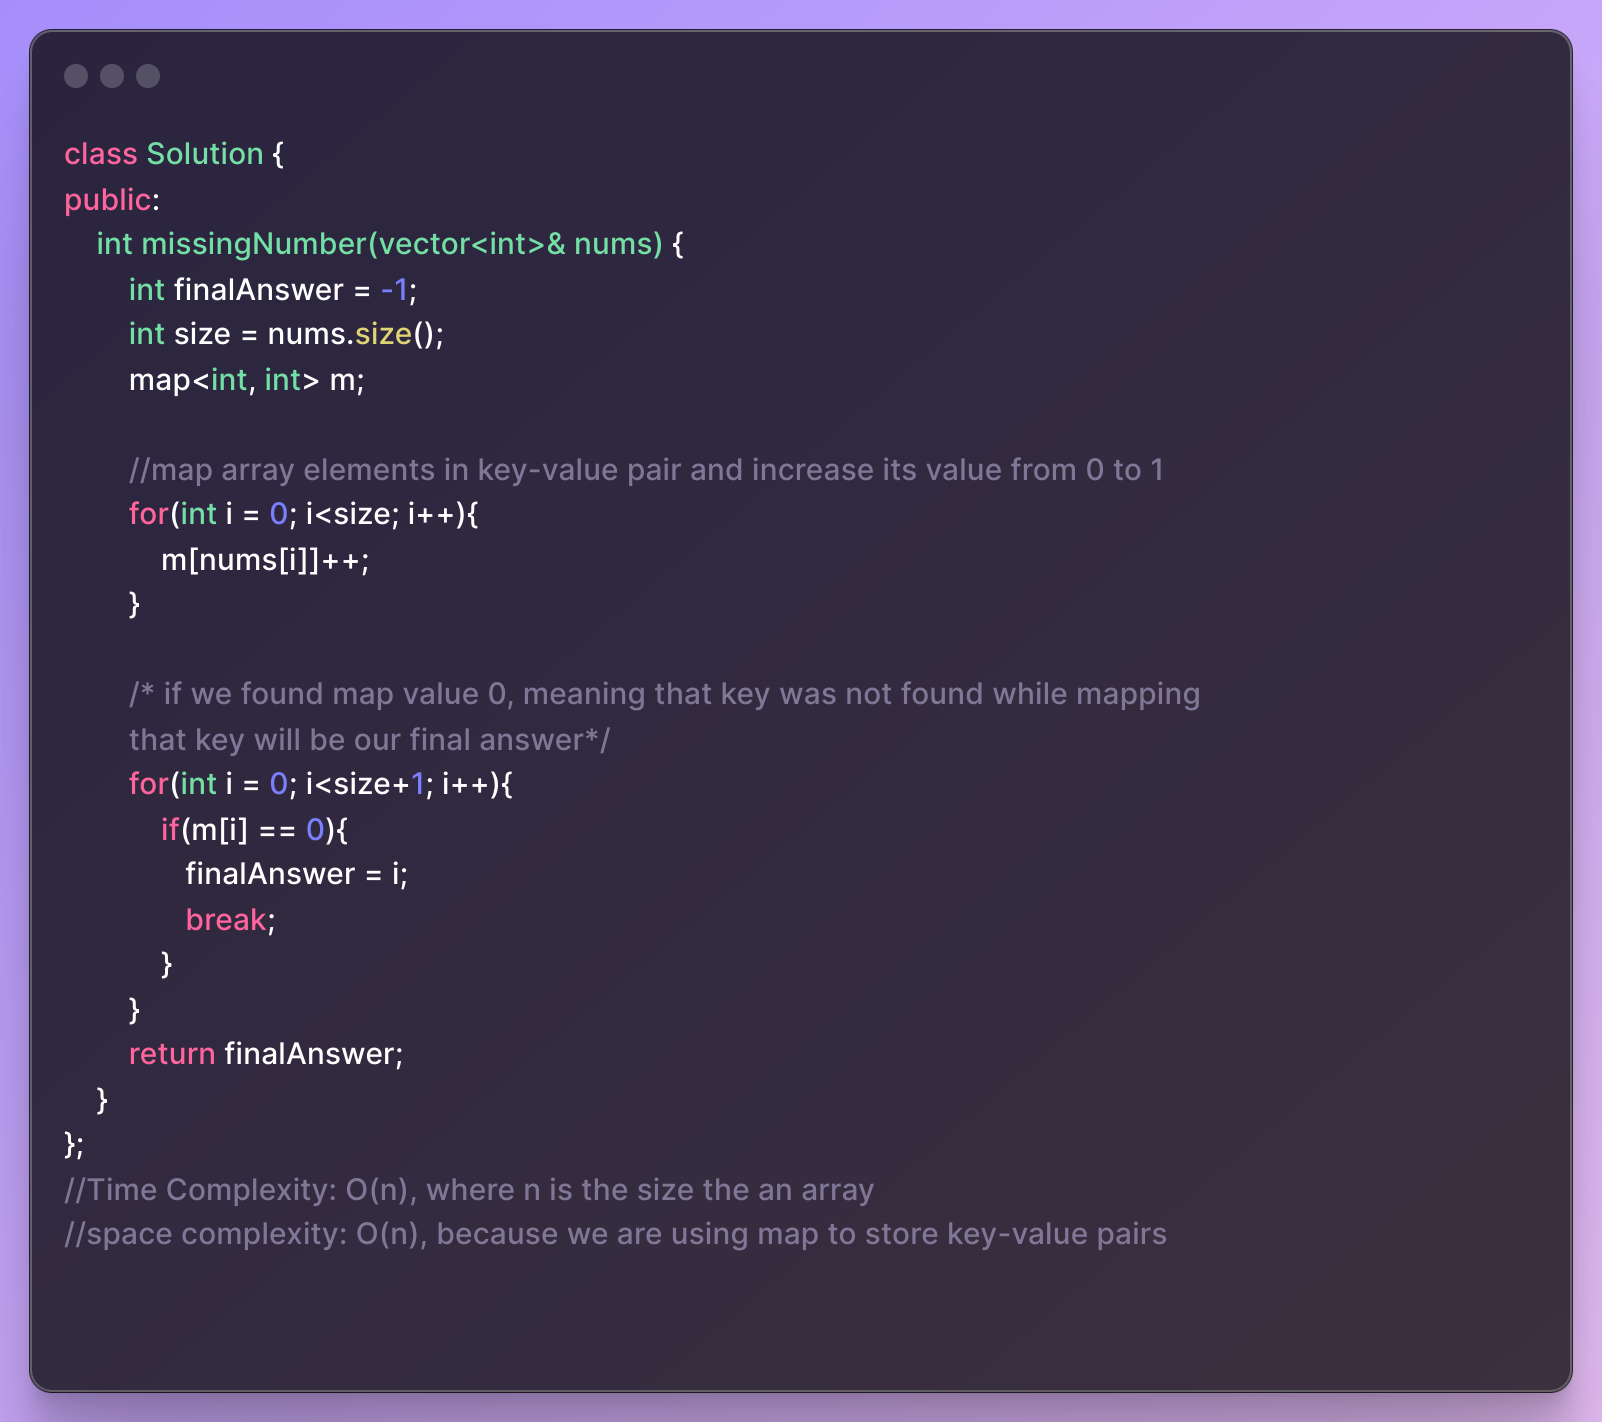 class Solution {
public:
    int missingNumber(vector<int>& nums) {
        int finalAnswer = -1;
        int size = nums.size();
        map<int, int> m;

        //map array elements in key-value pair and increase its value from 0 to 1
        for(int i = 0; i<size; i++){
            m[nums[i]]++;
        }

        /* if we found map value 0, meaning that key was not found while mapping
        that key will be our final answer*/
        for(int i = 0; i<size+1; i++){
            if(m[i] == 0){
               finalAnswer = i;
               break;
            }
        }
        return finalAnswer;
    }
};
//Time Complexity: O(n), where n is the size the an array
//space complexity: O(n), because we are using map to store key-value pairs